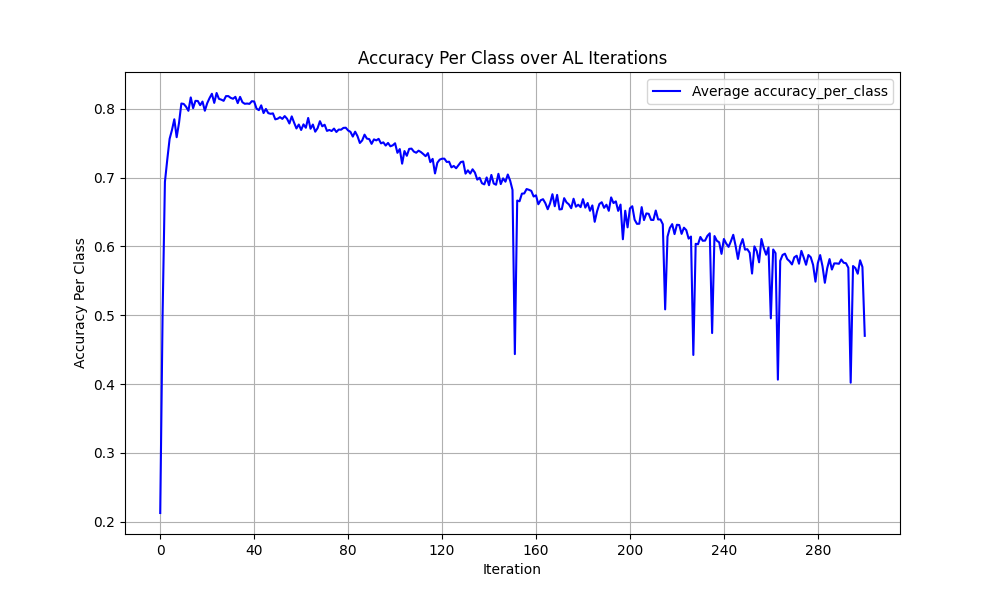 Accuracy Per Class over AL Iterations
Average accuracy_per_class
Accuracy Per Class
0.8
0.7
0.6
0.5
0.4
0.3
0.2
0 40 80 120 160 200 240 280
Iteration